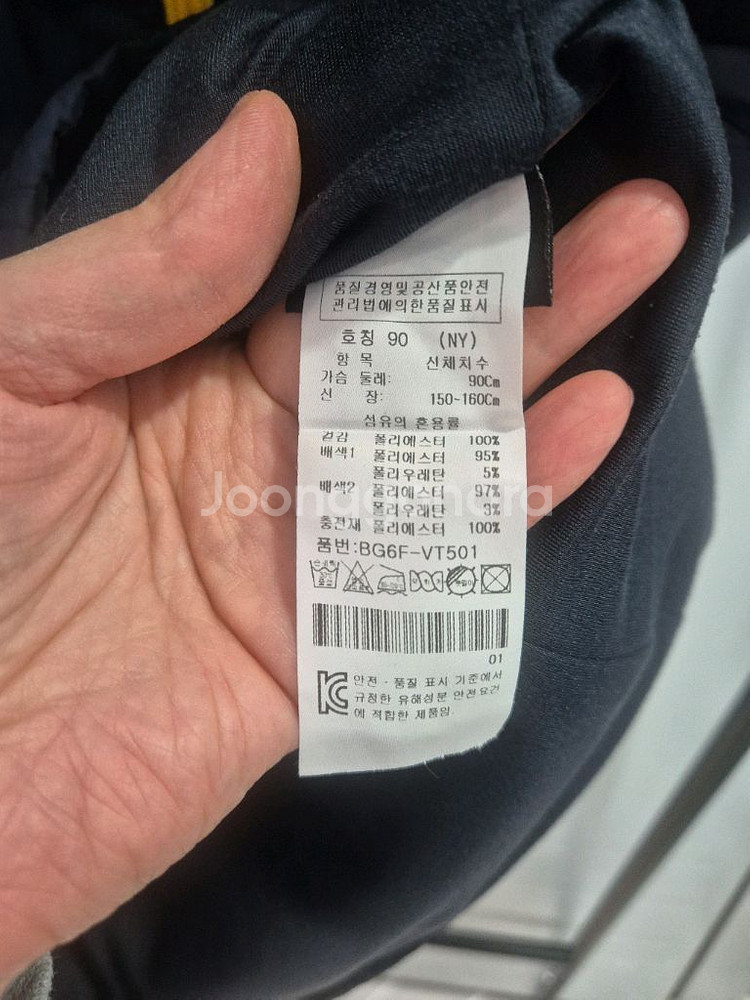 품질경영및공산품안전
관리법에의한품질표시
호칭 90 (NY)
항 목 신체치수
가슴 둘레: 90Cm
신 장: 150~160Cm
섬유의 혼용률
겉감 폴리에스터 100%
배색1 폴리에스터 95%
폴리우레탄 5%
배색2 폴리에스터 97%
폴리우레탄 3%
충전재 폴리에스터 100%
품번:BG6F-VT501
01
안전·품질 표시 기준에서
규정한 유해성분 안전요건
에 적합한 제품임.
Joonggonara